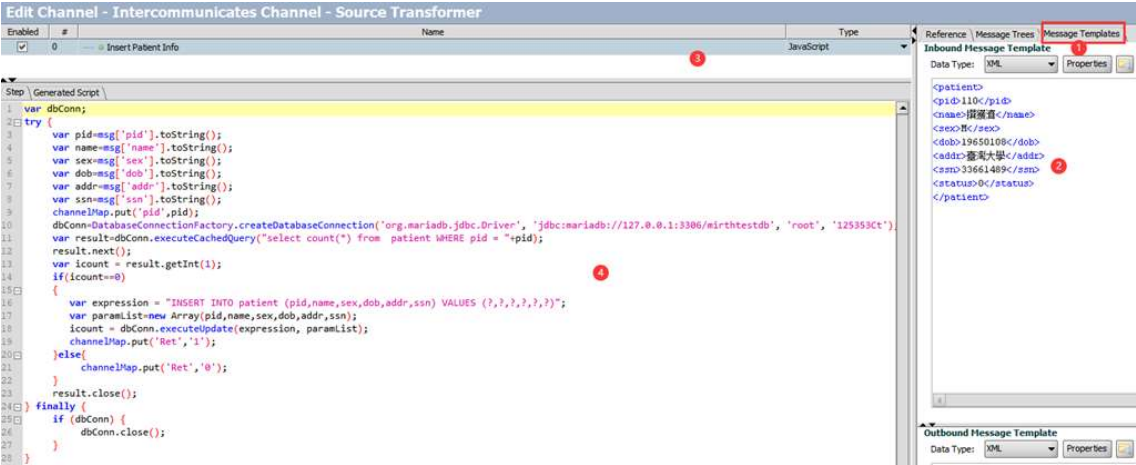 Edit Channel - Intercommunicates Channel - Source Transformer
Enabled # Name Type
0 Insert Patient Info JavaScript
3
Step Generated Script
1 var dbConn;
2 try {
3 var pid=msg['pid'].toString();
4 var name=msg['name'].toString();
5 var sex=msg['sex'].toString();
6 var dob=msg['dob'].toString();
7 var addr=msg['addr'].toString();
8 var ssn=msg['ssn'].toString();
9 channelMap.put('pid',pid);
10 dbConn=DatabaseConnectionFactory.createDatabaseConnection('org.mariadb.jdbc.Driver', 'jdbc:mariadb://127.0.0.1:3306/mirthtestdb', 'root', '125353Ct')
11 var result=dbConn.executeCachedQuery("select count(*) from  patient WHERE pid = "+pid);
12 result.next();
13 var icount = result.getInt(1);
14 if(icount==0)
15 {
16 var expression = "INSERT INTO patient (pid,name,sex,dob,addr,ssn) VALUES (?,?,?,?,?,?)";
17 var paramList=new Array(pid,name,sex,dob,addr,ssn);
18 icount = dbConn.executeUpdate(expression, paramList);
19 channelMap.put('Ret','1');
20 }else{
21 channelMap.put('Ret','0');
22 }
23 result.close();
24 } finally {
25 if (dbConn) {
26 dbConn.close();
27 }
28 }
4
Reference Message Trees Message Templates
1
Inbound Message Template
Data Type: XML Properties
<patient>
<pid>110</pid>
<name></name>
<sex>M</sex>
<dob>19650108</dob>
<addr>臺灣大學</addr>
<ssn>33661489</ssn>
<status>0</status>
</patient>
2
Outbound Message Template
Data Type: XML Properties